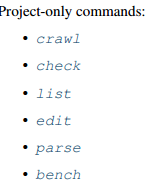 Project-only commands:
• crawl
• check
• list
• edit
• parse
• bench